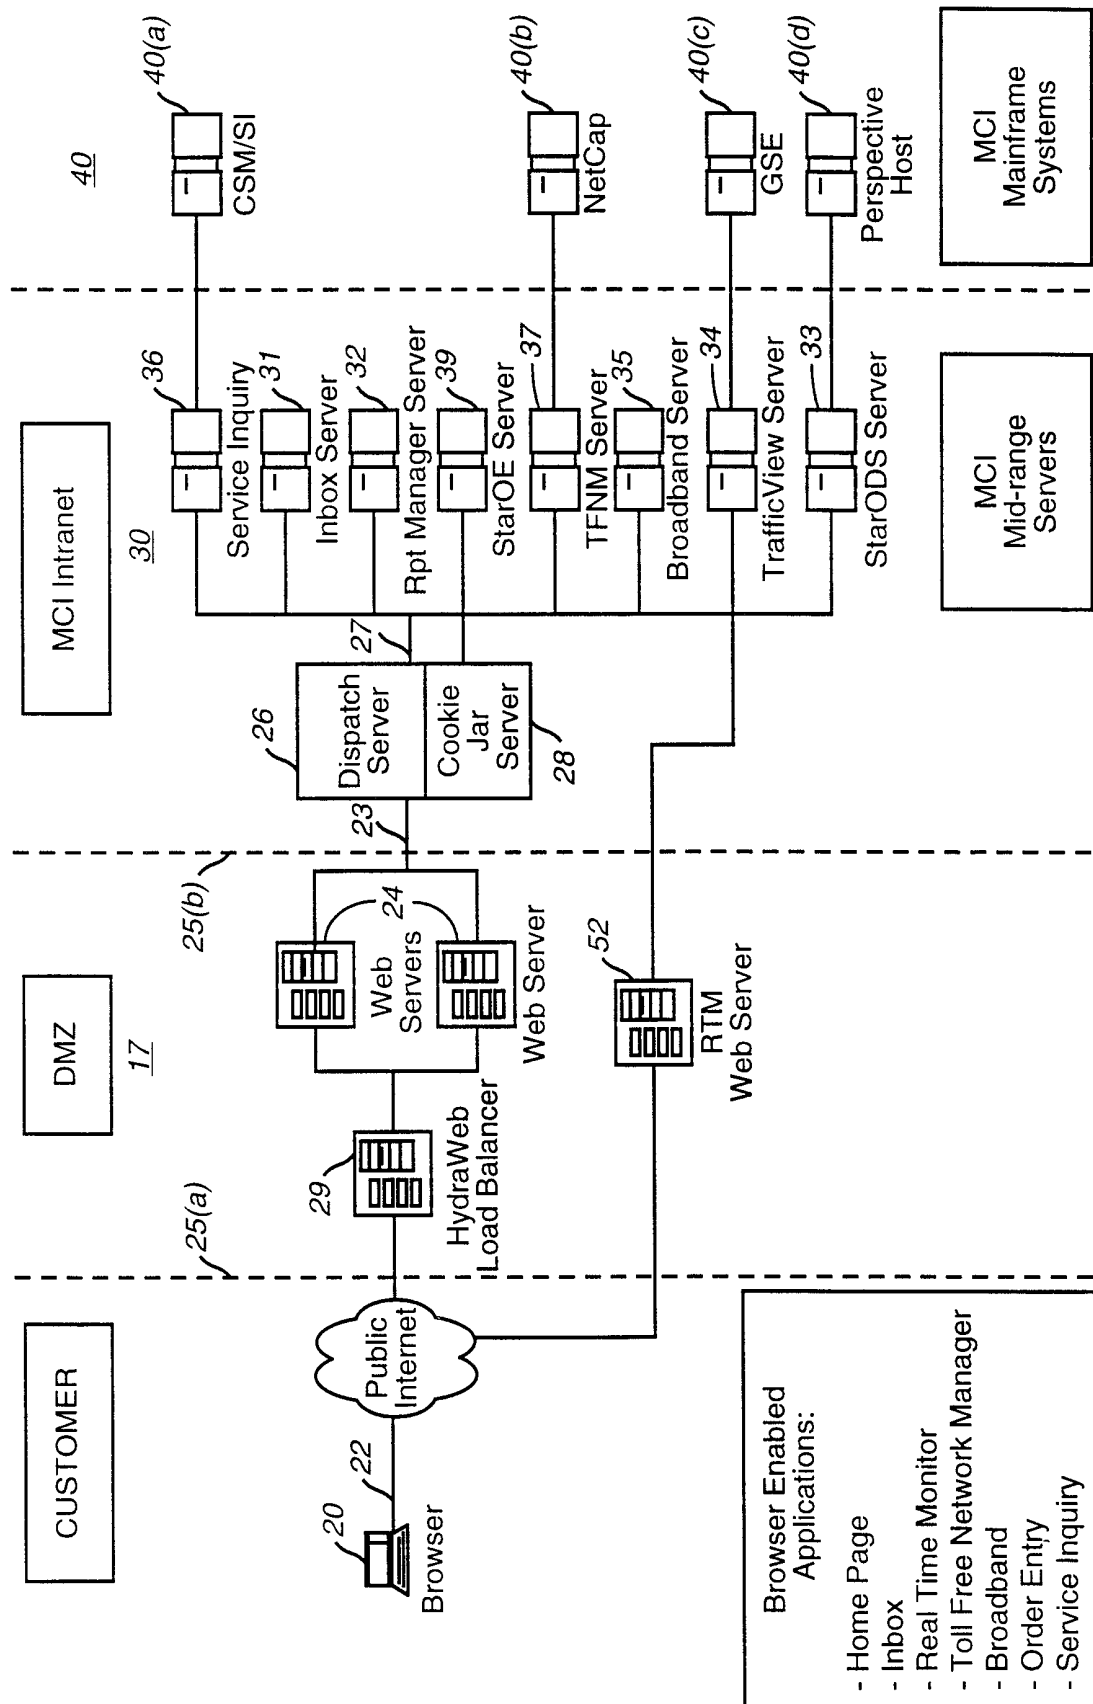 CUSTOMER
DMZ
17
MCI Intranet
30
40
25(a)
25(b)
20
22
Browser
Public
Internet
29
HydraWeb
Load Balancer
24
Web
Servers
Web Server
52
RTM
Web Server
23
26
Dispatch
Server
27
Cookie
Jar
Server
28
36
Service Inquiry
31
Inbox Server
32
Rpt Manager Server
39
StarOE Server
37
TFNM Server
35
Broadband Server
34
TrafficView Server
33
StarODS Server
40(a)
CSM/SI
40(b)
NetCap
40(c)
GSE
40(d)
Perspective
Host
Browser Enabled
Applications:
- Home Page
- Inbox
- Real Time Monitor
- Toll Free Network Manager
- Broadband
- Order Entry
- Service Inquiry
MCI
Mid-range
Servers
MCI
Mainframe
Systems